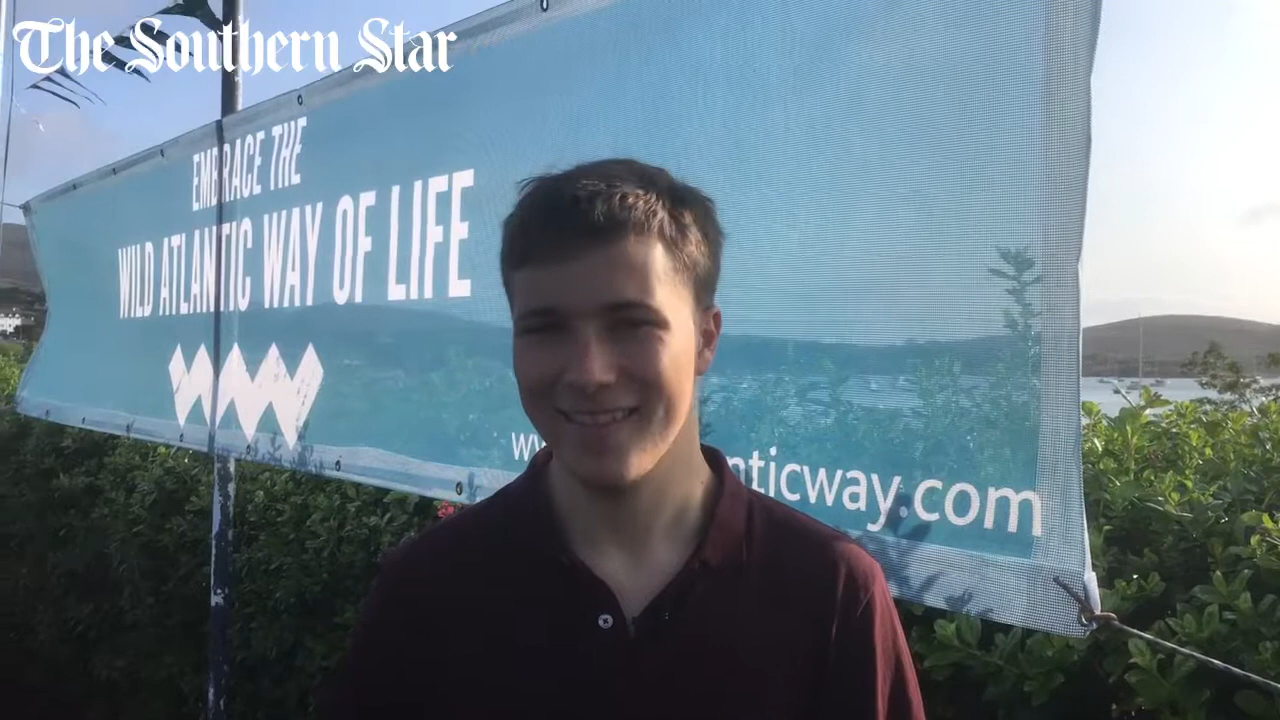 The Southern Star
EMBRACE THE
WILD ATLANTIC WAY OF LIFE
nticway.com